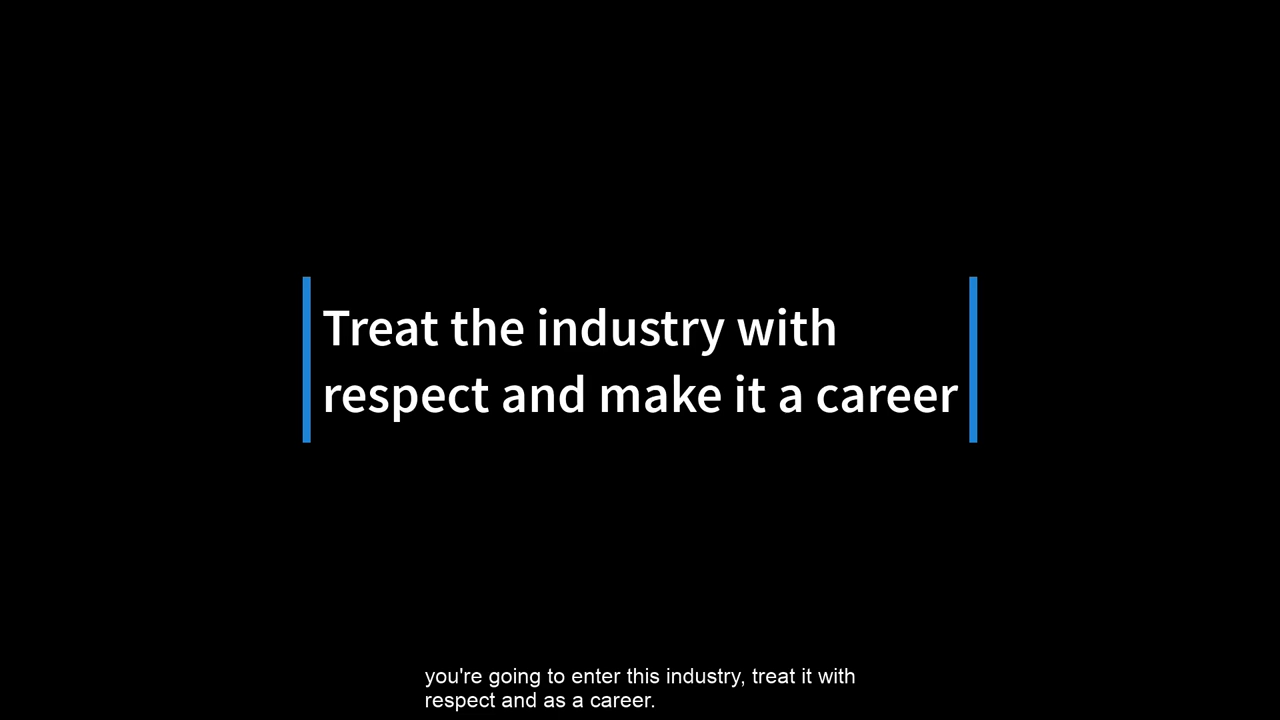 Treat the industry with
respect and make it a career
you're going to enter this industry, treat it with
respect and as a career.